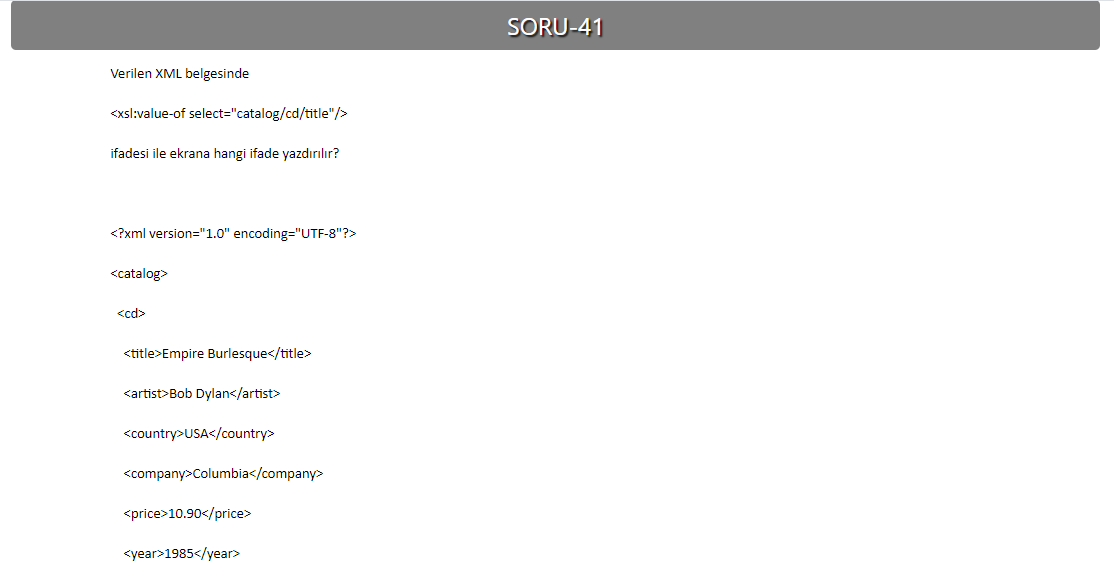 SORU-41
Verilen XML belgesinde
<xsl:value-of select="catalog/cd/title"/>
ifadesi ile ekrana hangi ifade yazdırılır?
<?xml version="1.0" encoding="UTF-8"?>
<catalog>
<cd>
<title>Empire Burlesque</title>
<artist>Bob Dylan</artist>
<country>USA</country>
<company>Columbia</company>
<price>10.90</price>
<year>1985</year>